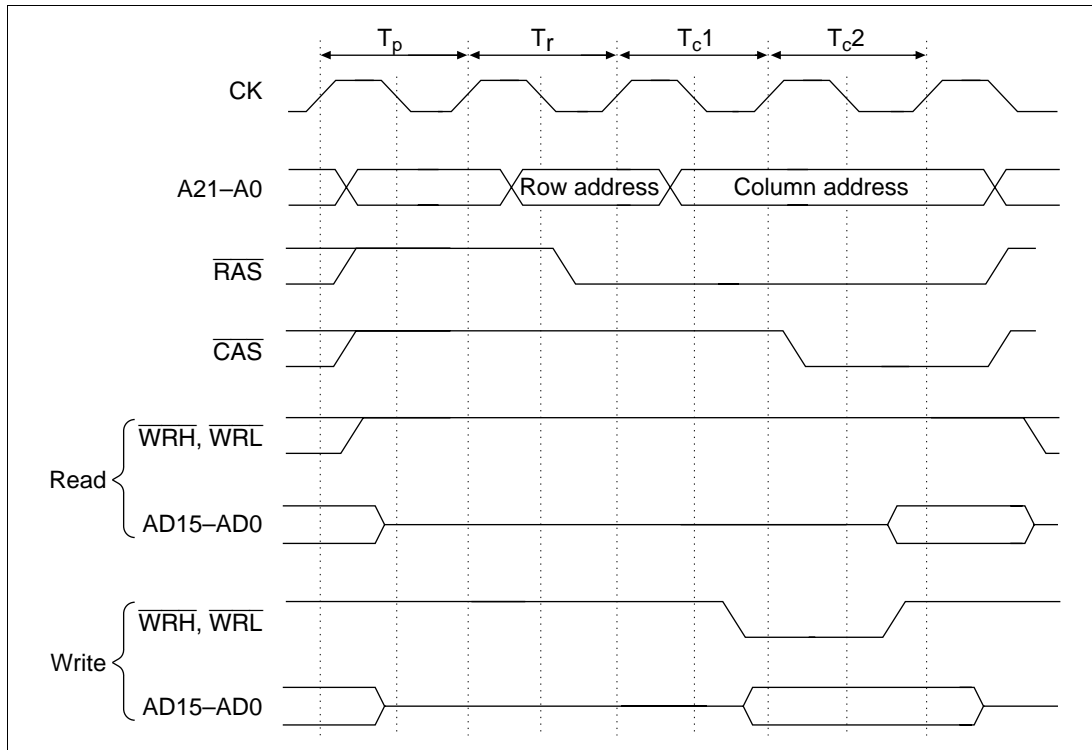 Tp Tr Tc1 Tc2
CK
A21–A0 Row address Column address
RAS
CAS
Read
WRH, WRL
AD15–AD0
Write
WRH, WRL
AD15–AD0